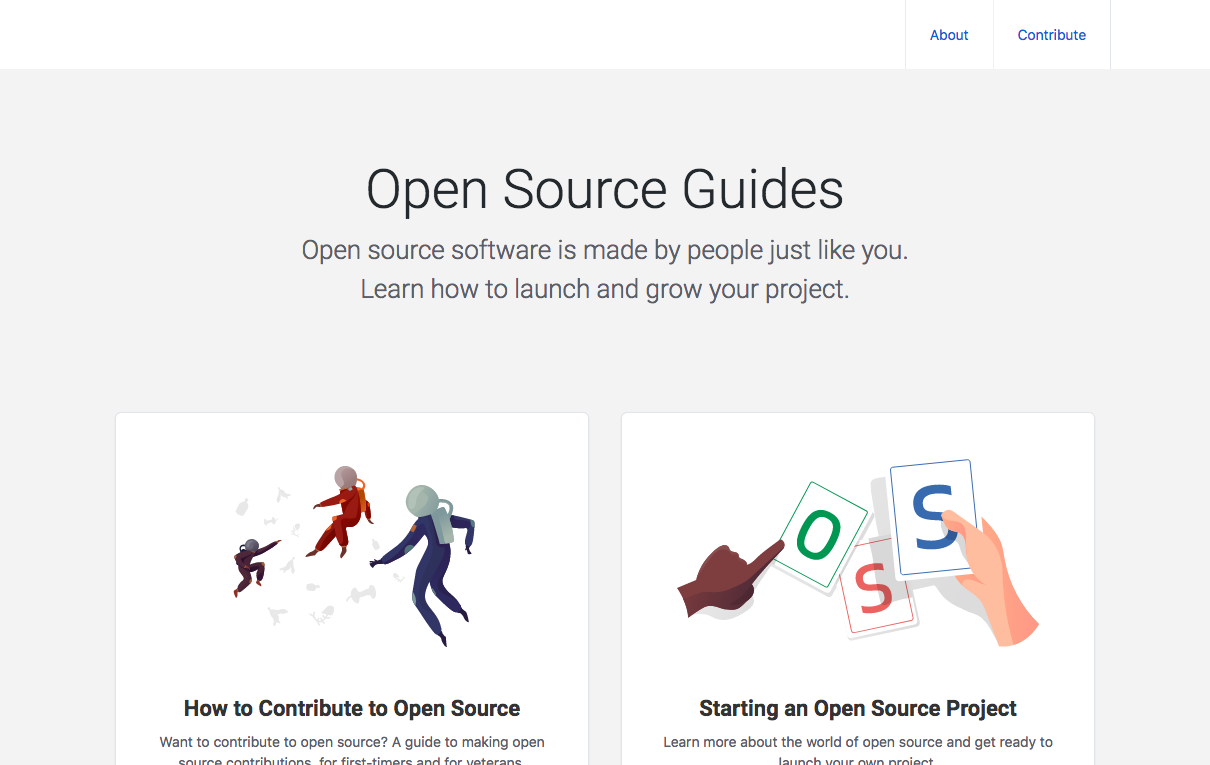 About
Contribute
Open Source Guides
Open source software is made by people just like you.
Learn how to launch and grow your project.
O
S
S
How to Contribute to Open Source
Want to contribute to open source? A guide to making open
source contributions, for first-timers and for veterans.
Starting an Open Source Project
Learn more about the world of open source and get ready to
launch your own project.